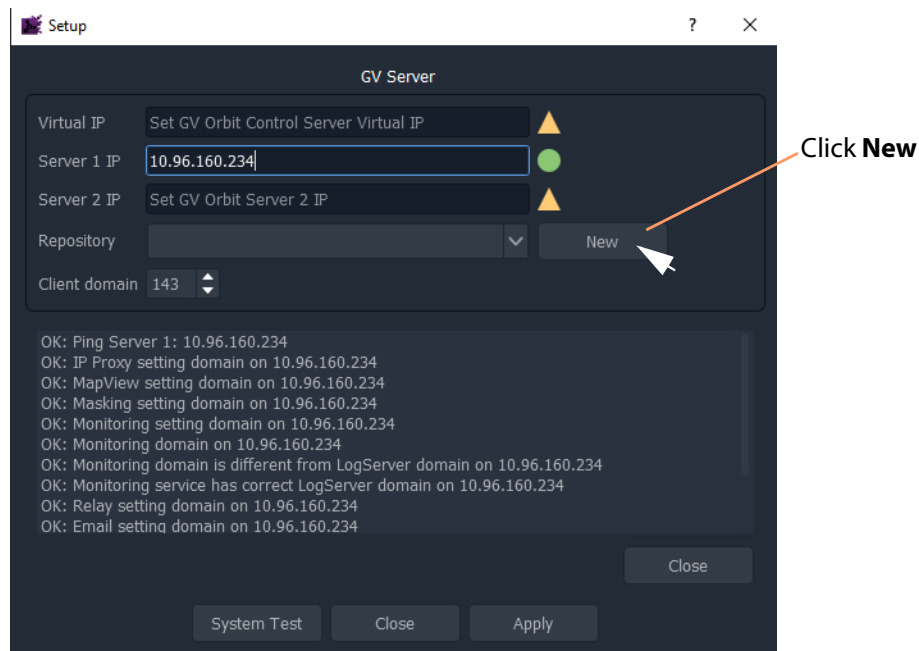 Setup
?
GV Server
Virtual IP Set GV Orbit Control Server Virtual IP
Server 1 IP 10.96.160.234
Click New
Server 2 IP Set GV Orbit Server 2 IP
Repository New
Client domain 143
OK: Ping Server 1: 10.96.160.234
OK: IP Proxy setting domain on 10.96.160.234
OK: MapView setting domain on 10.96.160.234
OK: Masking setting domain on 10.96.160.234
OK: Monitoring setting domain on 10.96.160.234
OK: Monitoring domain on 10.96.160.234
OK: Monitoring domain is different from LogServer domain on 10.96.160.234
OK: Monitoring service has correct LogServer domain on 10.96.160.234
OK: Relay setting domain on 10.96.160.234
OK: Email setting domain on 10.96.160.234
Close
System Test Close Apply